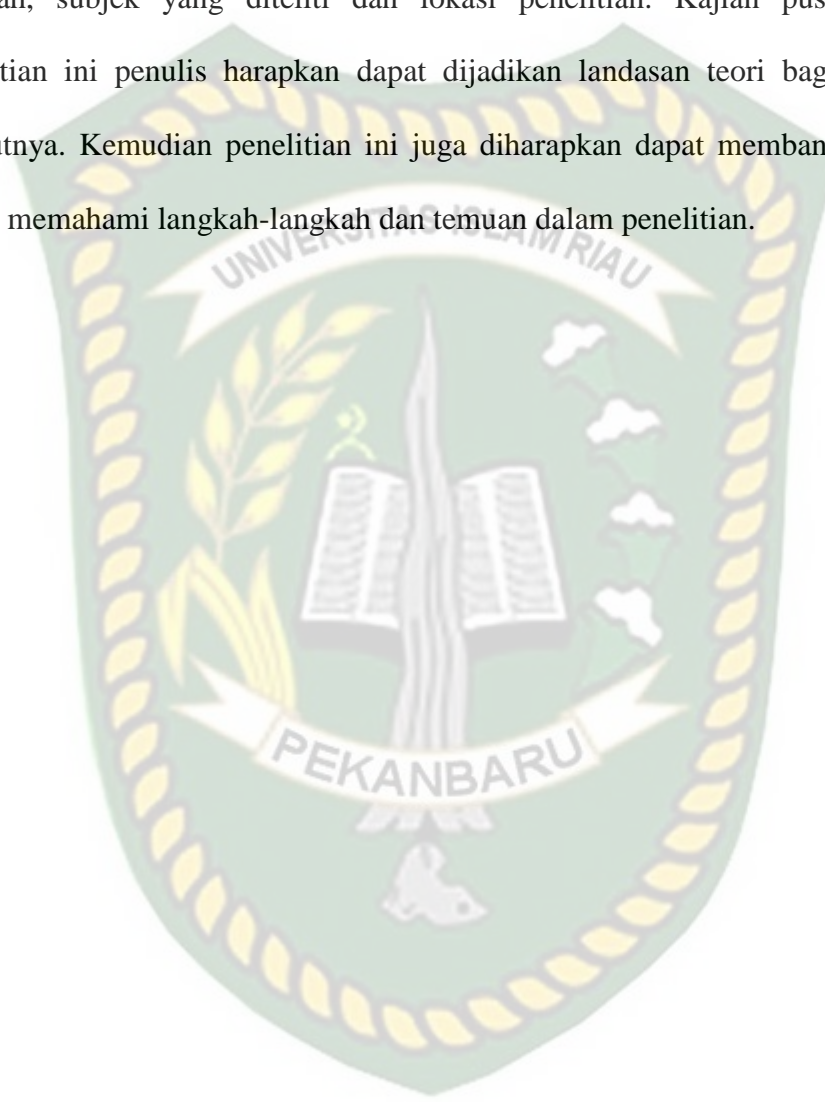 an, subjek yang diteliti dan lokasi penelitian. Kajian pus
tian ini penulis harapkan dapat dijadikan landasan teori bag
utnya. Kemudian penelitian ini juga diharapkan dapat memban
memahami langkah-langkah dan temuan dalam penelitian.
UNIVERSITAS ISLAM RIAU
PEKANBARU